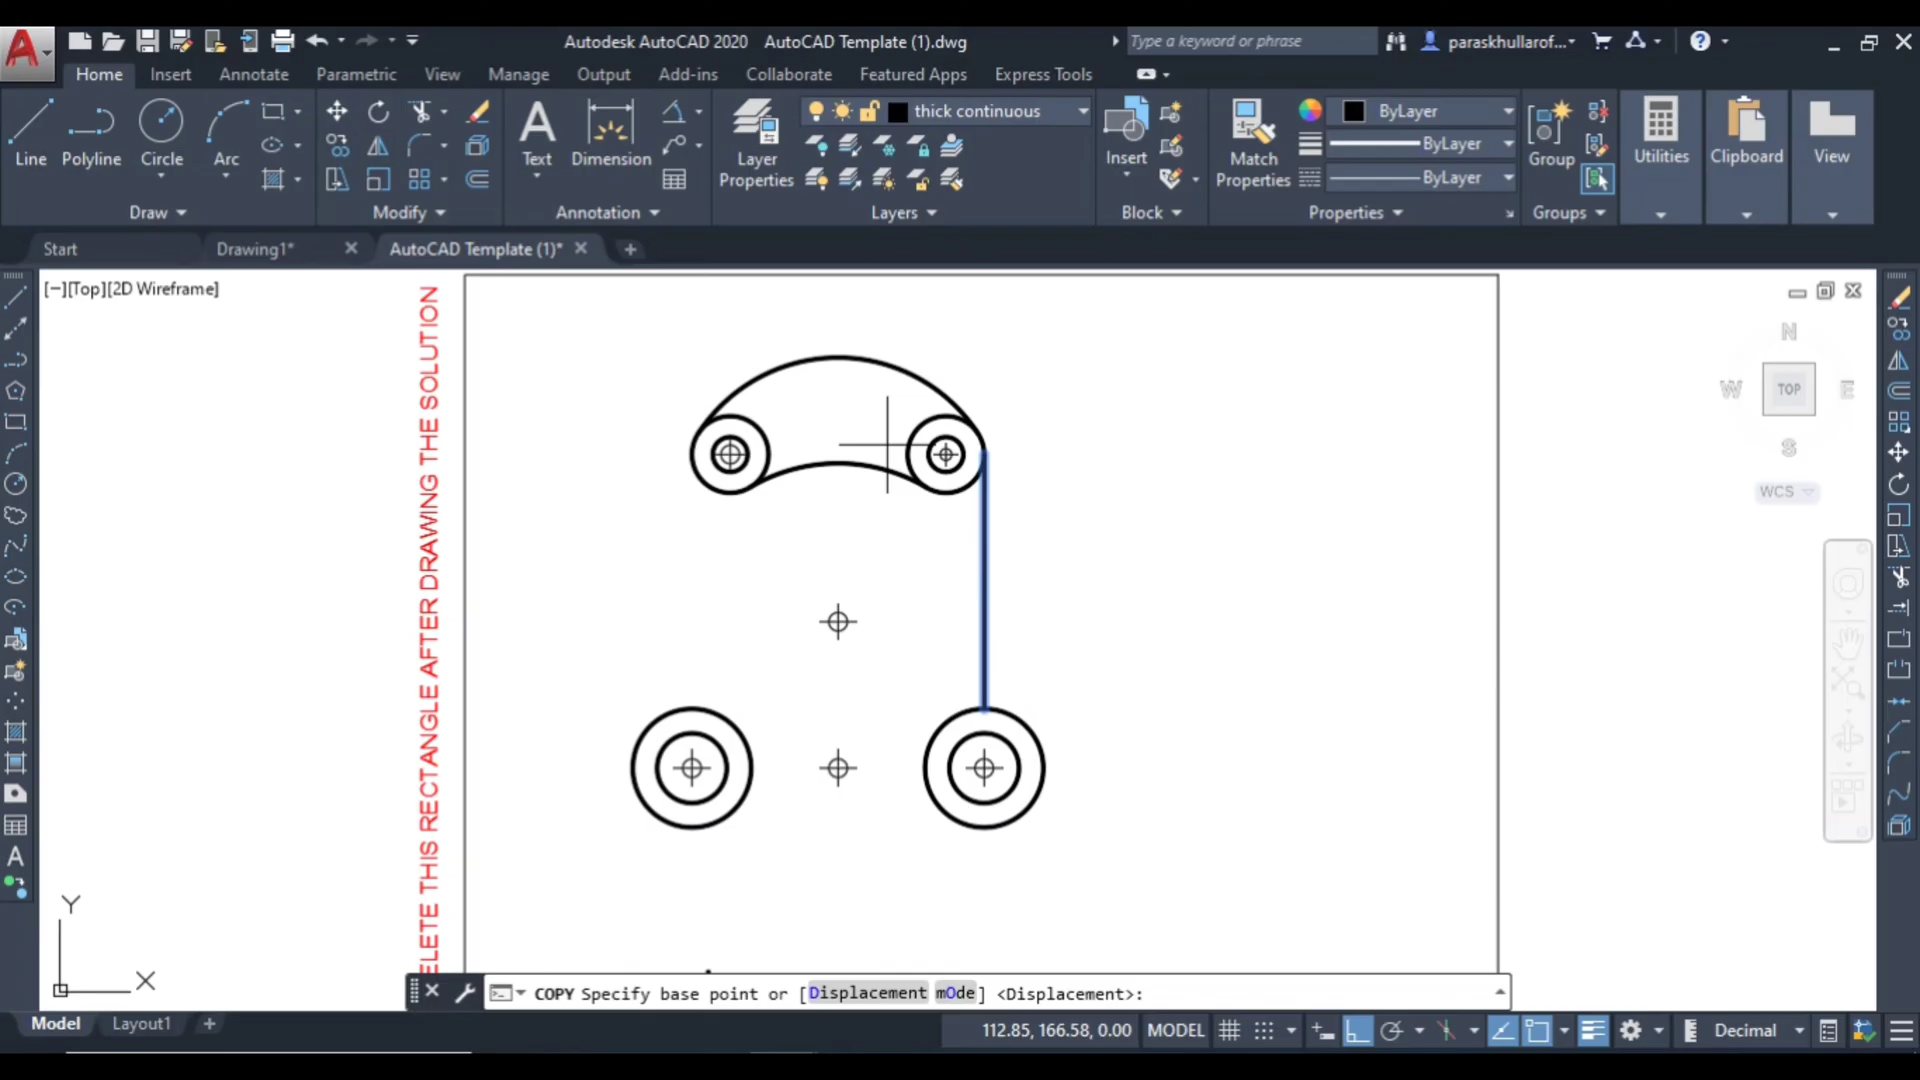 Autodesk AutoCAD 2020 AutoCAD Template (1).dwg
Type a keyword or phrase
paraskhullarof...
Home Insert Annotate Parametric View Manage Output Add-ins Collaborate Featured Apps Express Tools
Line Polyline Circle Arc
Draw
Modify
Text Dimension
Annotation
Layer Properties
thick continuous
Layers
Insert
Block
Match Properties
ByLayer
ByLayer
ByLayer
Properties
Group
Groups
Utilities
Clipboard
View
Start Drawing1* AutoCAD Template (1)*
[−][Top][2D Wireframe]
ELETE THIS RECTANGLE AFTER DRAWING THE SOLUTION
N
W TOP E
S
WCS
Y
X
COPY Specify base point or [Displacement mOde] <Displacement>:
Model Layout1
112.85, 166.58, 0.00 MODEL
Decimal